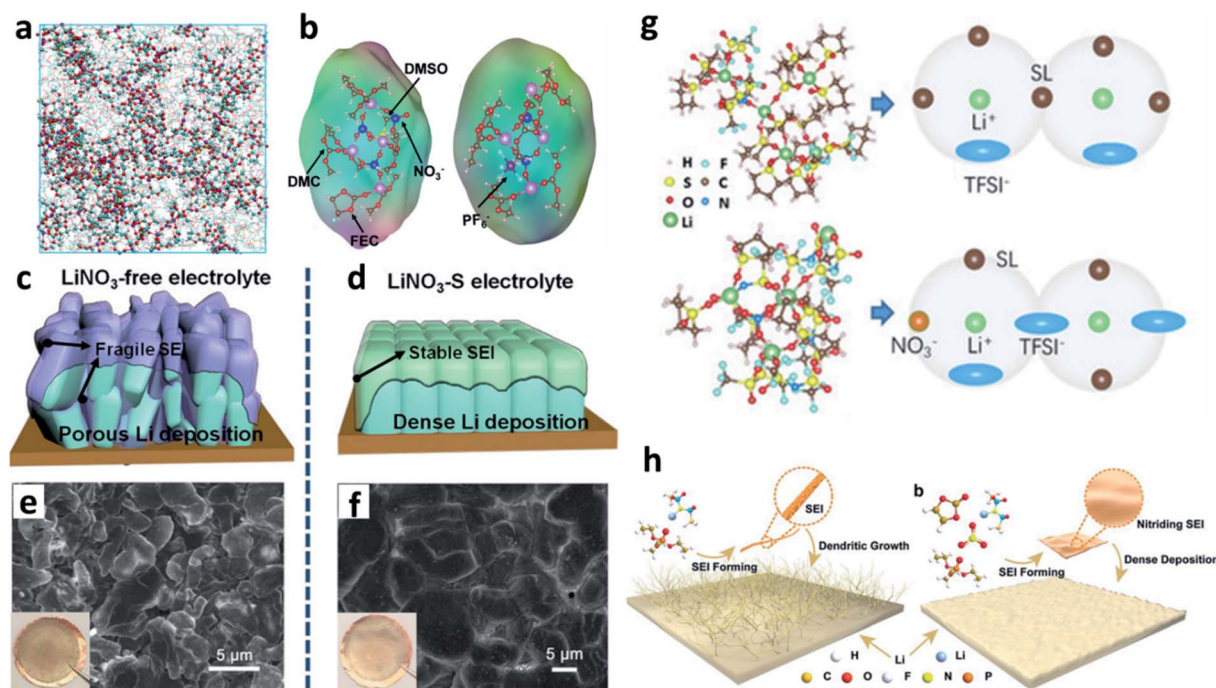 a
b
DMSO
NO₃⁻
DMC
PF₆⁻
FEC
c
LiNO₃-free electrolyte
Fragile SEI
Porous Li deposition
d
LiNO₃-S electrolyte
Stable SEI
Dense Li deposition
e
5 μm
f
5 μm
g
H F
S C
O N
Li
SL
Li⁺
TFSI⁻
SL
NO₃⁻
Li⁺
TFSI⁻
h
SEI
SEI Forming
Dendritic Growth
b
Nitriding SEI
SEI Forming
Dense Deposition
H Li Li
C O F N P